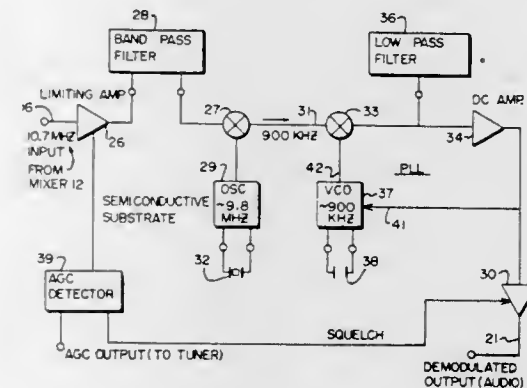 28
BAND PASS
FILTER
36
LOW PASS
FILTER
LIMITING AMP
16
10.7 MHZ
INPUT
FROM
MIXER 12
26
27
31
900 KHZ
33
DC AMP.
34
29
OSC
~9.8
MHZ
SEMICONDUCTIVE
SUBSTRATE
32
42
VCO
~900
KHZ
37
38
PLL
41
39
AGC
DETECTOR
30
SQUELCH
21
AGC OUTPUT (TO TUNER)
DEMODULATED
OUTPUT (AUDIO)